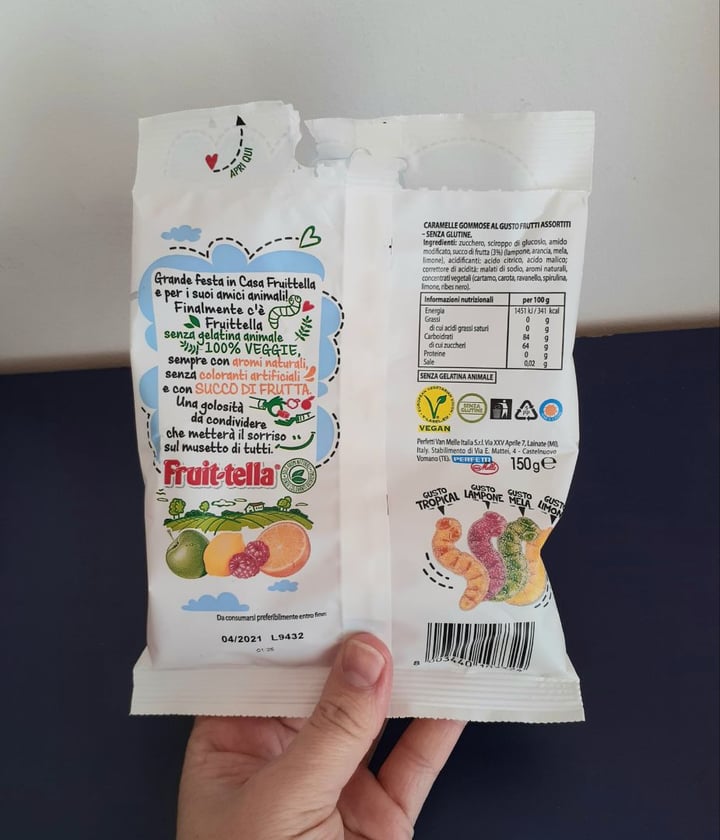 APRI QUI
Grande festa in Casa Fruittella
e per i suoi amici animali!
Finalmente c'è
Fruittella
senza gelatina animale
100% VEGGIE,
sempre con aromi naturali,
senza coloranti artificiali
e con SUCCO DI FRUTTA.
Una golosità
da condividere
che metterà il sorriso
sul musetto di tutti.
Fruit-tella
Da consumarsi preferibilmente entro fine:
04/2021 L9432
CARAMELLE GOMMOSE AL GUSTO FRUTTI ASSORTITI
- SENZA GLUTINE.
Ingredienti: zucchero, sciroppo di glucosio, amido
modificato, succo di frutta (3%) (lampone, arancia, mela,
limone), acidificanti: acido citrico, acido malico;
correttore di acidità: malati di sodio, aromi naturali,
concentrati vegetali (cartamo, carota, ravanello, spirulina,
limone, ribes nero).
Informazioni nutrizionali per 100 g
Energia 1451 kJ / 341 kcal
Grassi 0 g
di cui acidi grassi saturi 0 g
Carboidrati 84 g
di cui zuccheri 64 g
Proteine 0 g
Sale 0,02 g
SENZA GELATINA ANIMALE
V
SENZA GLUTINE
VEGAN
Perfetti Van Melle Italia S.r.l. Via XXV Aprile 7, Lainate (MI),
Italy. Stabilimento di Via E. Mattei, 4 - Castelnuovo
Vomano (TE). PERFETTI Van Melle 150g e
GUSTO TROPICAL
GUSTO LAMPONE
GUSTO MELA
GUSTO LIMON